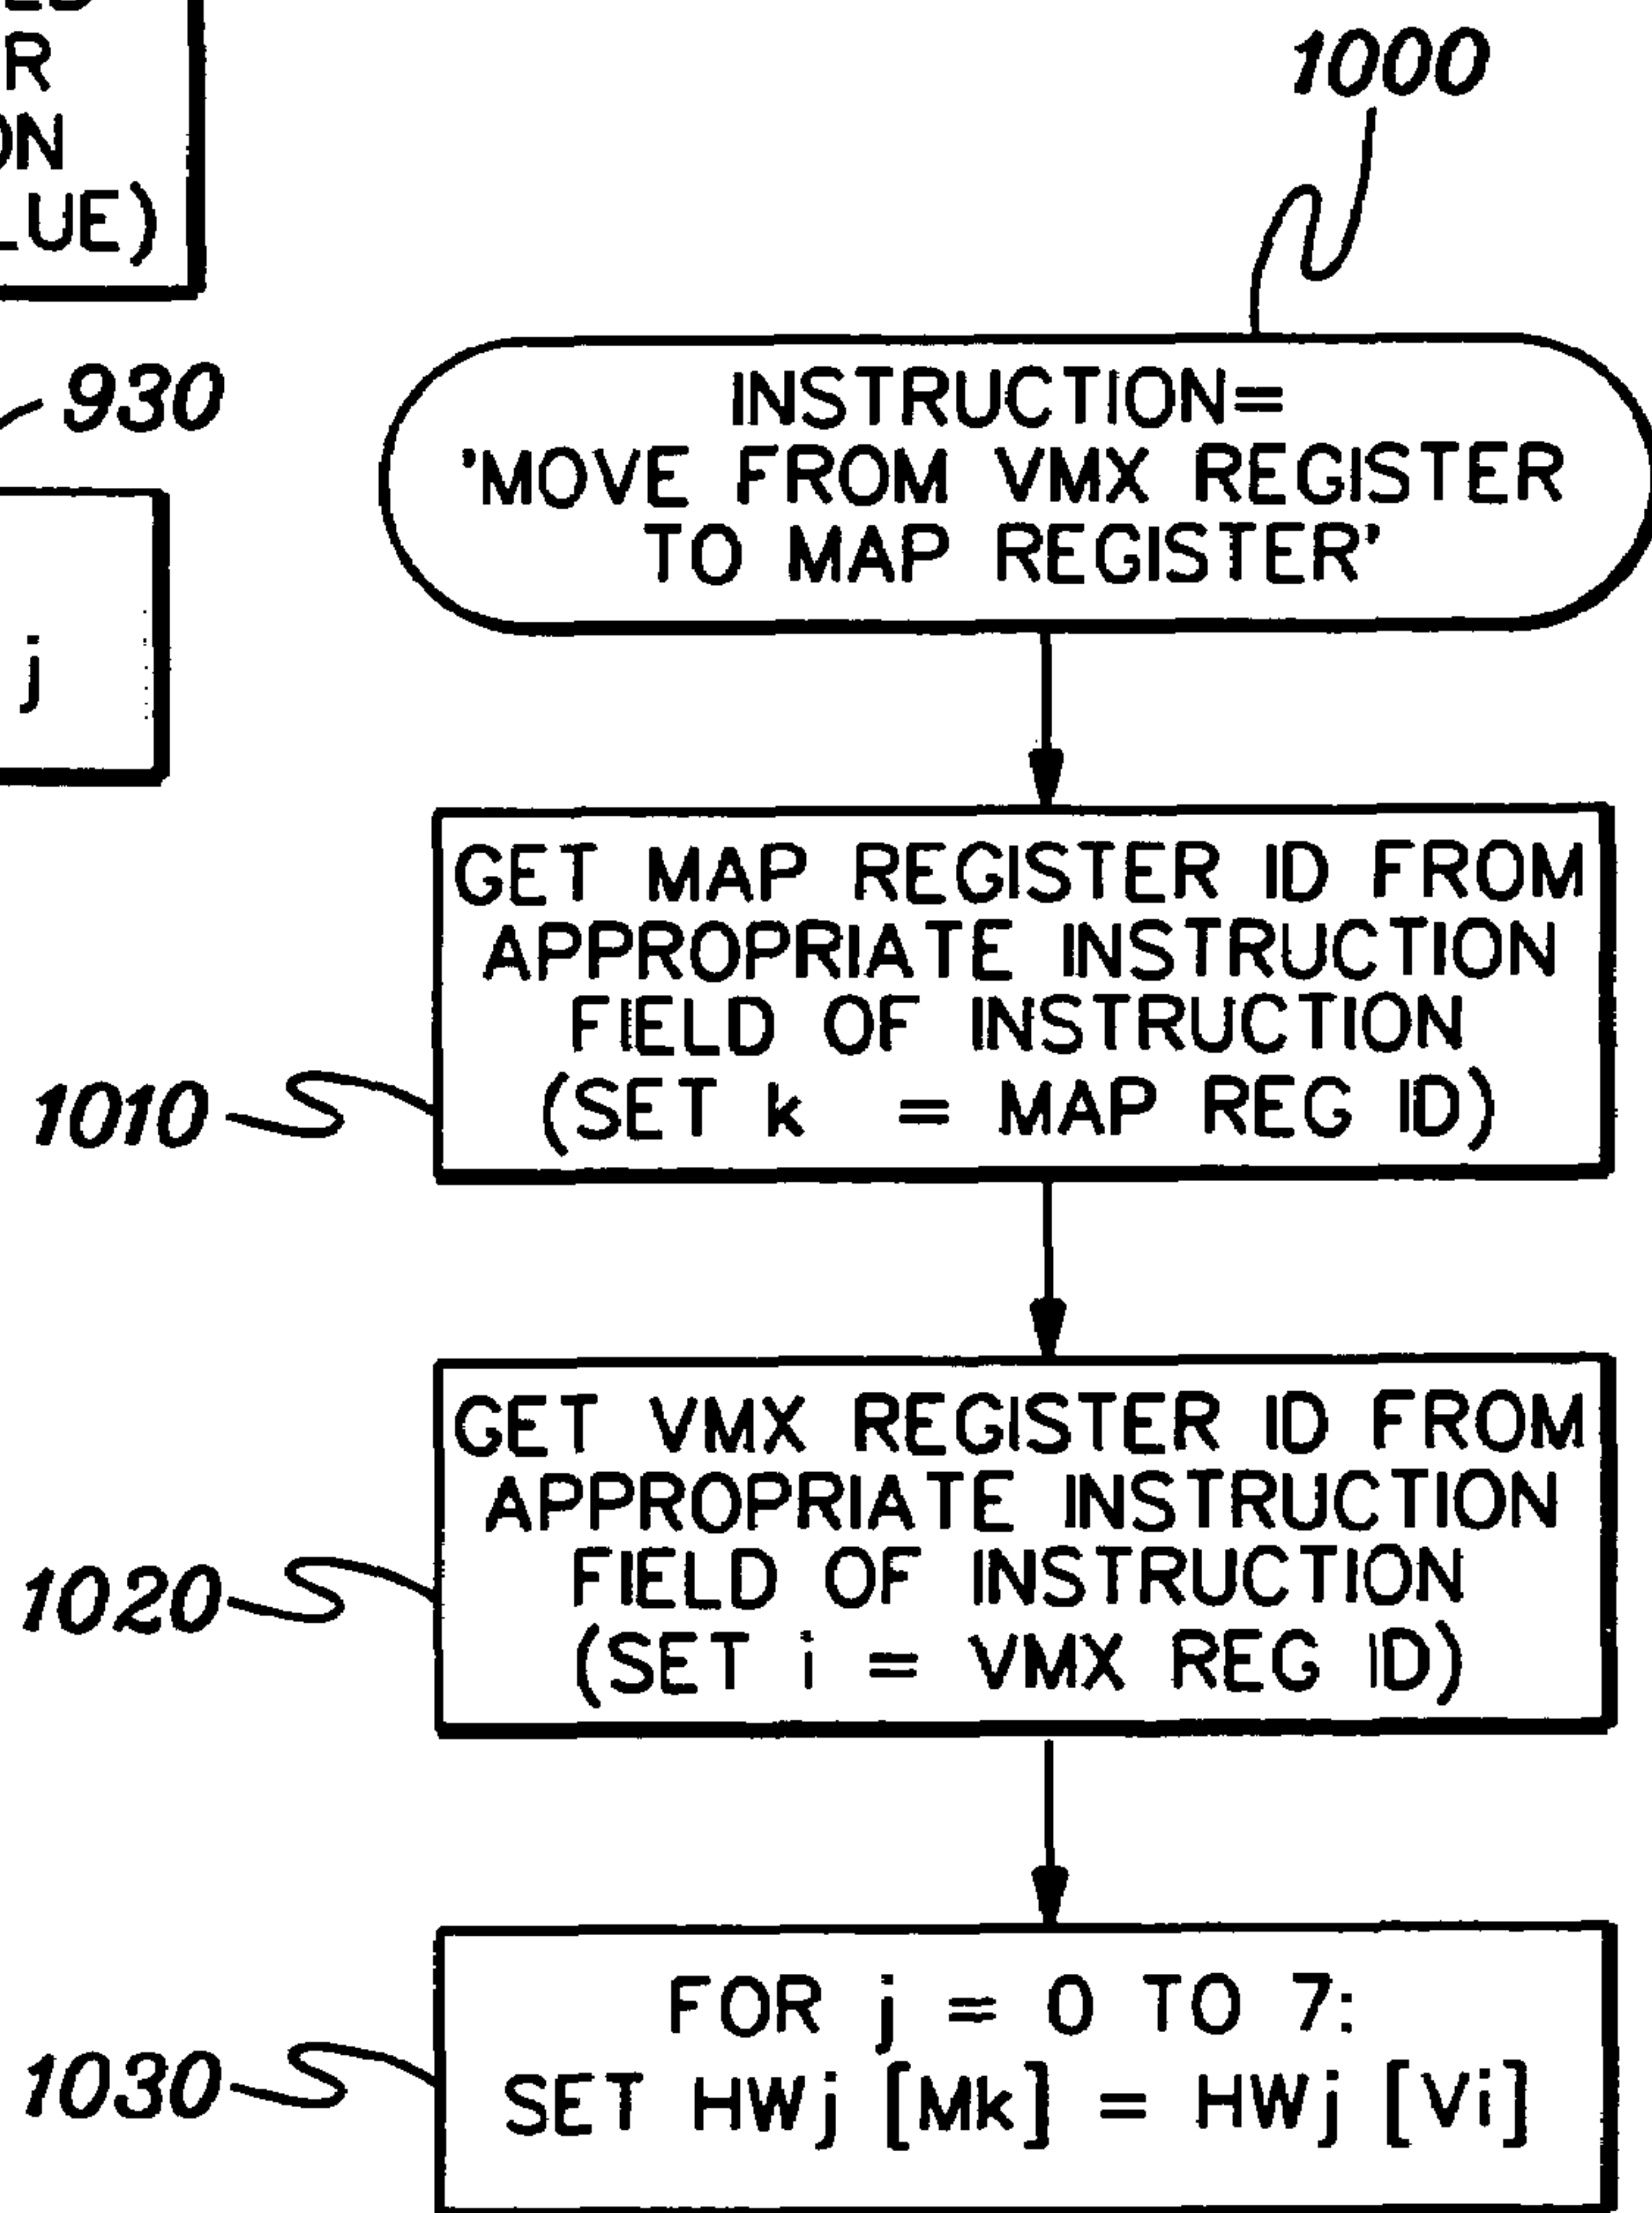 R
ON
LUE)
930
j
1000
INSTRUCTION=
'MOVE FROM VMX REGISTER
TO MAP REGISTER'
GET MAP REGISTER ID FROM
APPROPRIATE INSTRUCTION
FIELD OF INSTRUCTION
(SET k = MAP REG ID)
1010
GET VMX REGISTER ID FROM
APPROPRIATE INSTRUCTION
FIELD OF INSTRUCTION
(SET i = VMX REG ID)
1020
FOR j = 0 TO 7:
SET HWj [Mk] = HWj [Vi]
1030